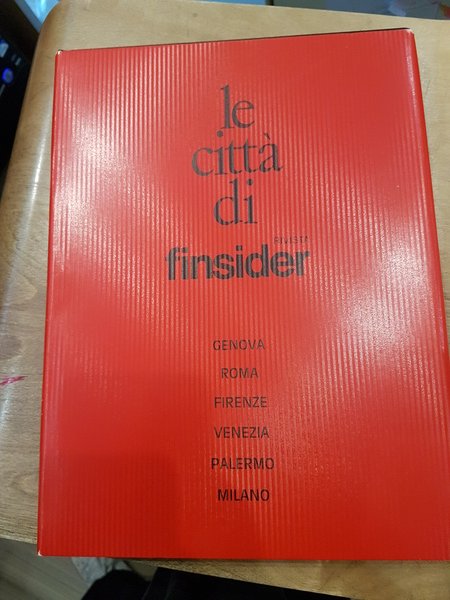 le
città
di
RIVISTA
finsider
GENOVA
ROMA
FIRENZE
VENEZIA
PALERMO
MILANO